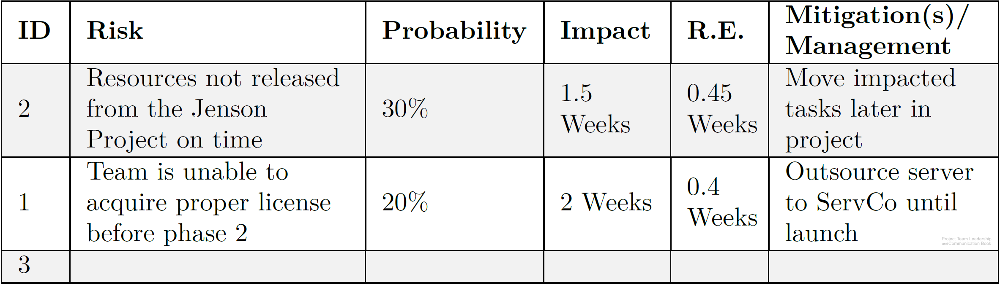 ID Risk Probability Impact R.E. Mitigation(s)/
Management
2 Resources not released
from the Jenson
Project on time 30% 1.5
Weeks 0.45
Weeks Move impacted
tasks later in
project
1 Team is unable to
acquire proper license
before phase 2 20% 2 Weeks 0.4
Weeks Outsource server
to ServCo until
launch
Project Team Leadership
and Communication Book
3